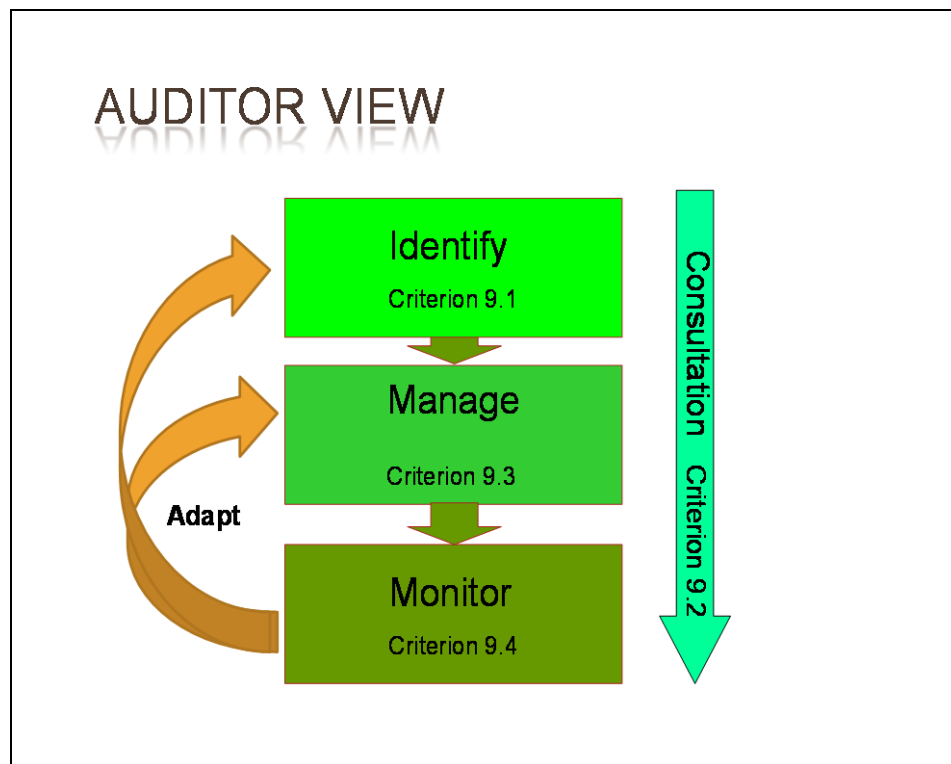 AUDITOR VIEW
Identify
Criterion 9.1
Manage
Criterion 9.3
Adapt
Monitor
Criterion 9.4
Consultation Criterion 9.2